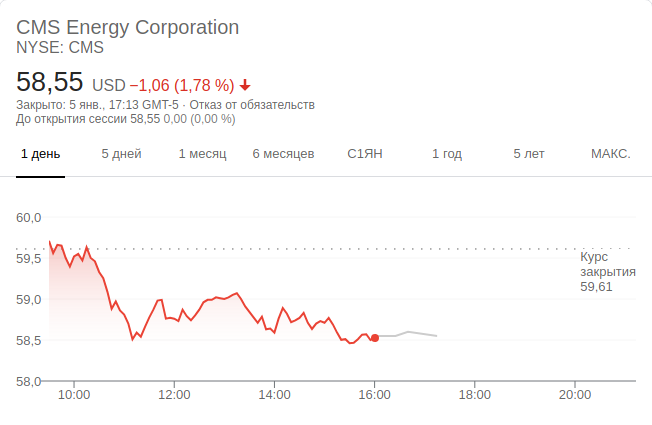 CMS Energy Corporation
NYSE: CMS
58,55 USD −1,06 (1,78 %)
Закрыто: 5 янв., 17:13 GMT-5 · Отказ от обязательств
До открытия сессии 58,55 0,00 (0,00 %)
1 день 5 дней 1 месяц 6 месяцев С1ЯН 1 год 5 лет МАКС.
60,0
59,5
59,0
58,5
58,0
Курс
закрытия
59,61
10:00 12:00 14:00 16:00 18:00 20:00